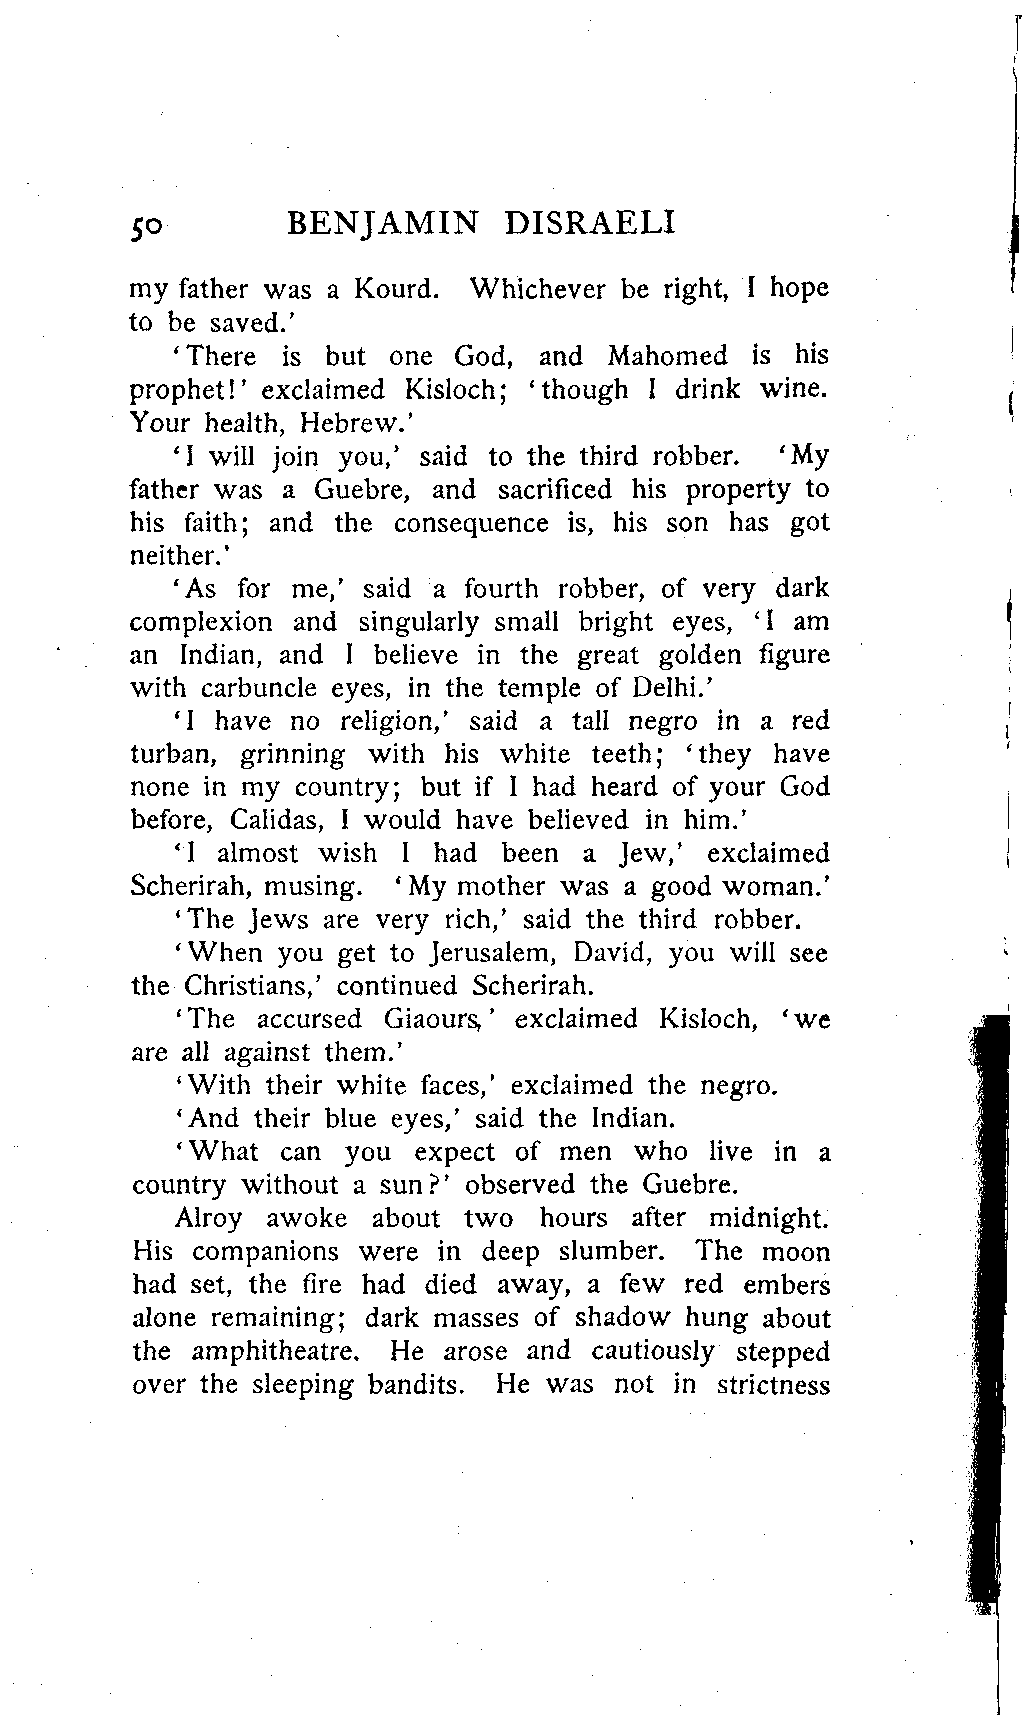 50 BENJAMIN DISRAELI
my father was a Kourd. Whichever be right, I hope
to be saved.'
'There is but one God, and Mahomed is his
prophet!' exclaimed Kisloch; 'though I drink wine.
Your health, Hebrew.'
'I will join you,' said to the third robber. 'My
father was a Guebre, and sacrificed his property to
his faith; and the consequence is, his son has got
neither.'
'As for me,' said a fourth robber, of very dark
complexion and singularly small bright eyes, 'I am
an Indian, and I believe in the great golden figure
with carbuncle eyes, in the temple of Delhi.'
'I have no religion,' said a tall negro in a red
turban, grinning with his white teeth; 'they have
none in my country; but if I had heard of your God
before, Calidas, I would have believed in him.'
'I almost wish I had been a Jew,' exclaimed
Scherirah, musing. 'My mother was a good woman.'
'The Jews are very rich,' said the third robber.
'When you get to Jerusalem, David, you will see
the Christians,' continued Scherirah.
'The accursed Giaours,' exclaimed Kisloch, 'we
are all against them.'
'With their white faces,' exclaimed the negro.
'And their blue eyes,' said the Indian.
'What can you expect of men who live in a
country without a sun?' observed the Guebre.
Alroy awoke about two hours after midnight.
His companions were in deep slumber. The moon
had set, the fire had died away, a few red embers
alone remaining; dark masses of shadow hung about
the amphitheatre. He arose and cautiously stepped
over the sleeping bandits. He was not in strictness